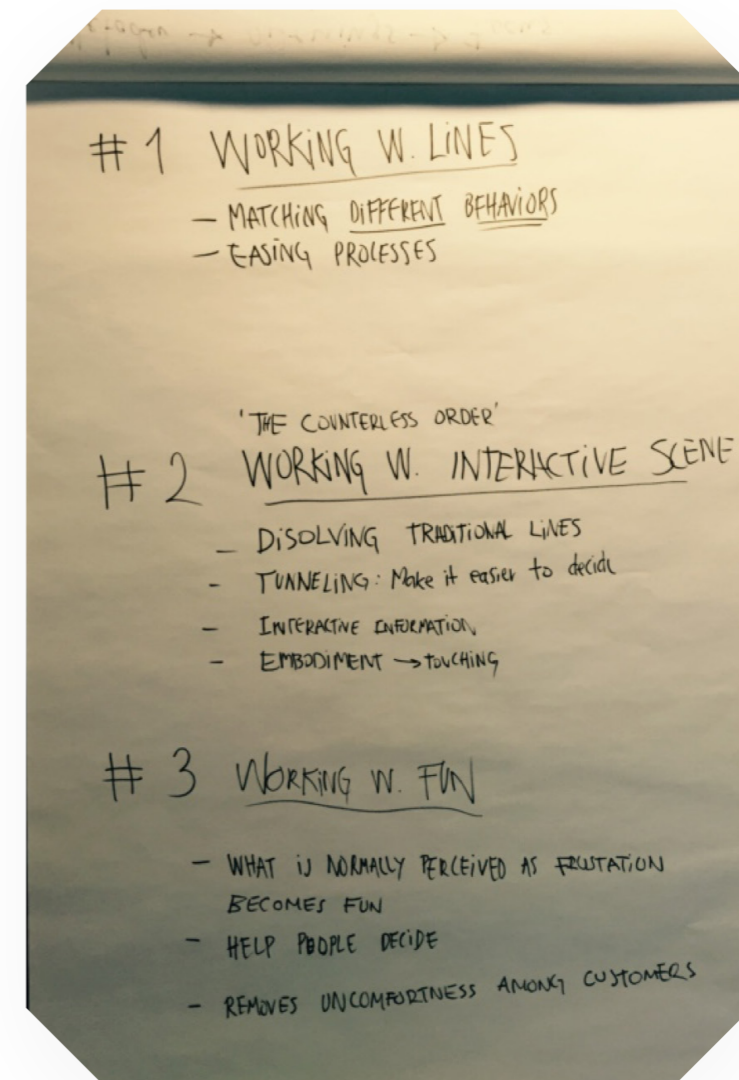 #1 WORKING W. LINES
— MATCHING DIFFERENT BEHAVIORS
— EASING PROCESSES
'THE COUNTERLESS ORDER'
#2 WORKING W. INTERACTIVE SCENE
— DISOLVING TRADITIONAL LINES
- TUNNELING: Make it easier to decide
- INTERACTIVE INFORMATION
- EMBODIMENT → TOUCHING
#3 WORKING W. FUN
- WHAT IS NORMALLY PERCEIVED AS FRUSTATION
BECOMES FUN
- HELP PEOPLE DECIDE
- REMOVES UNCOMFORTNESS AMONG CUSTOMERS